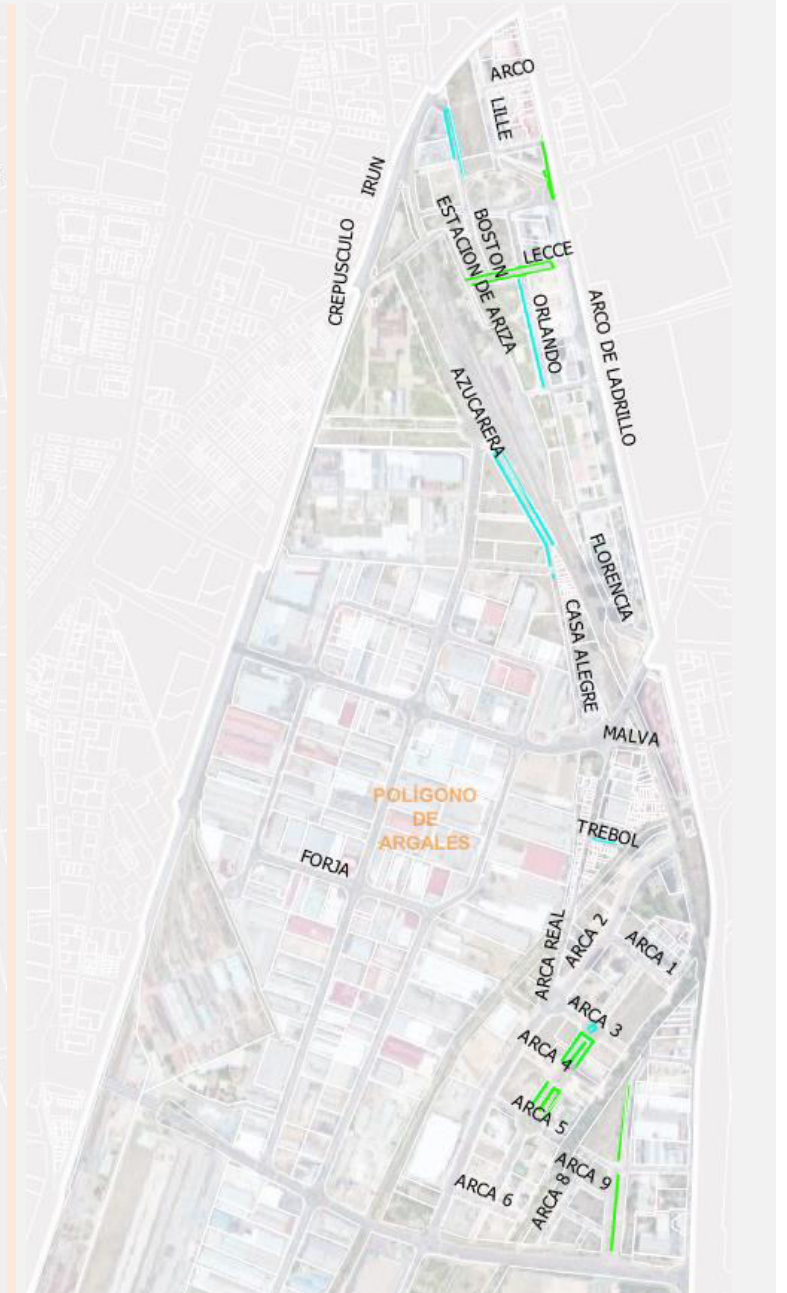 ARCO
LILLE
IRUN
CREPUSCULO
BOSTON
ESTACION DE ARIZA
LECCE
ORLANDO
ARCO DE LADRILLO
AZUCARERA
FLORENCIA
CASA ALEGRE
MALVA
POLÍGONO
DE
ARGALES
TREBOL
FORJA
ARCA REAL
ARCA 2
ARCA 1
ARCA 3
ARCA 4
ARCA 5
ARCA 9
ARCA 6
ARCA 8